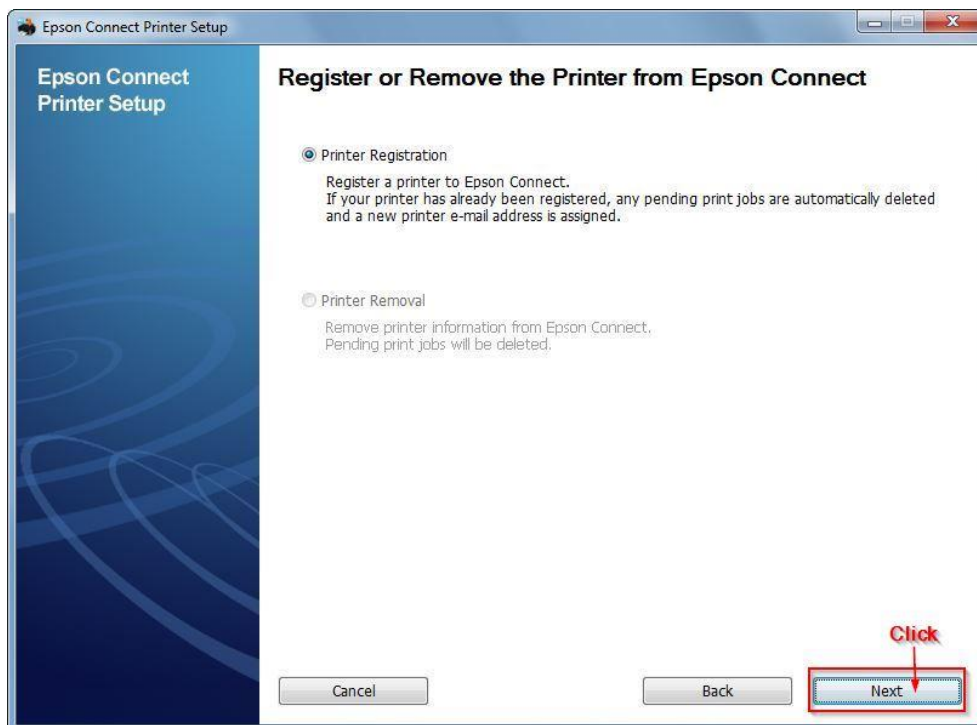 Epson Connect Printer Setup
Epson Connect
Printer Setup
Register or Remove the Printer from Epson Connect
Printer Registration
Register a printer to Epson Connect.
If your printer has already been registered, any pending print jobs are automatically deleted
and a new printer e-mail address is assigned.
Printer Removal
Remove printer information from Epson Connect.
Pending print jobs will be deleted.
Click
Cancel
Back
Next